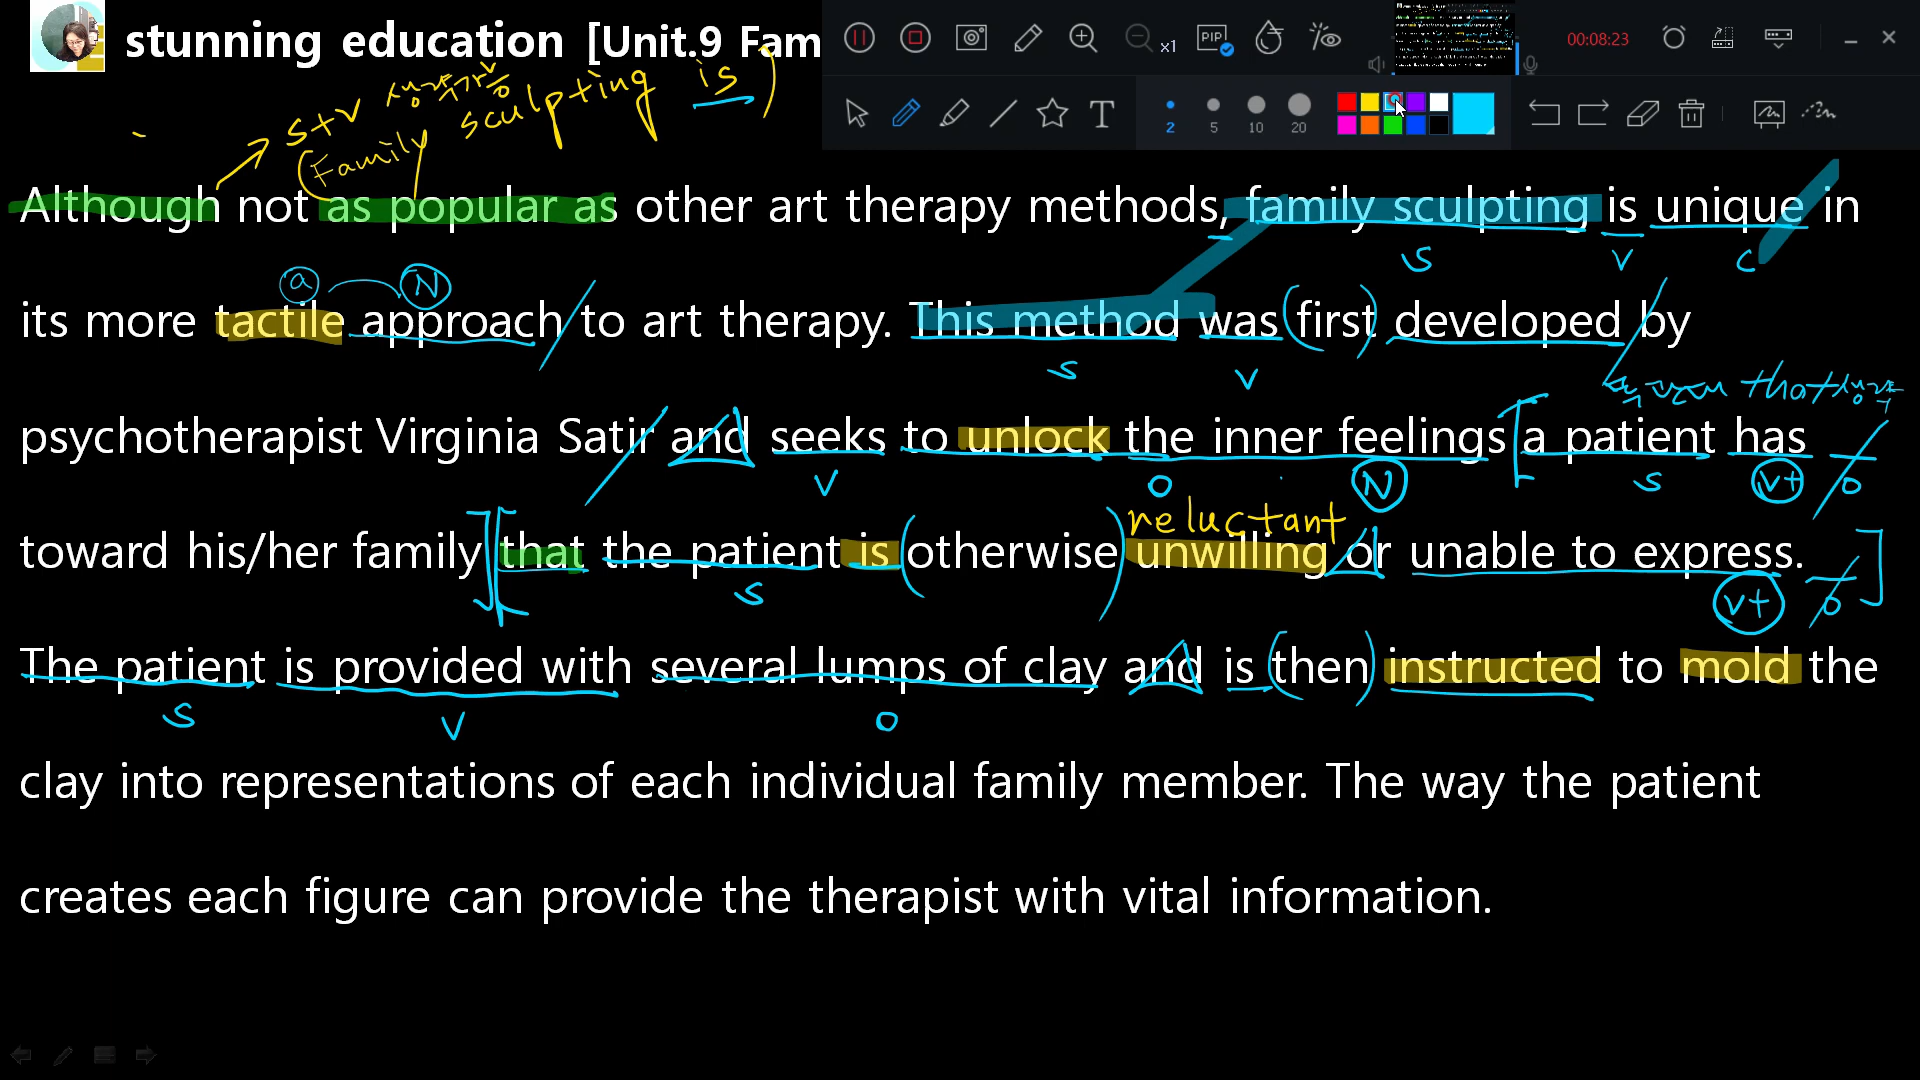 stunning education [Unit.9 Fam
x1
PIP
00:08:23
2 5 10 20
T
S+V
(Family sculpting is)
Although not as popular as other art therapy methods, family sculpting is unique in
S V C
a N
its more tactile approach to art therapy. This method was (first) developed by
S V
that
psychotherapist Virginia Satir and seeks to unlock the inner feelings [a patient has
V O N S Vt O
reluctant
toward his/her family] [that the patient is (otherwise) unwilling or unable to express.]
S Vt O
The patient is provided with several lumps of clay and is (then) instructed to mold the
S V O
clay into representations of each individual family member. The way the patient
creates each figure can provide the therapist with vital information.